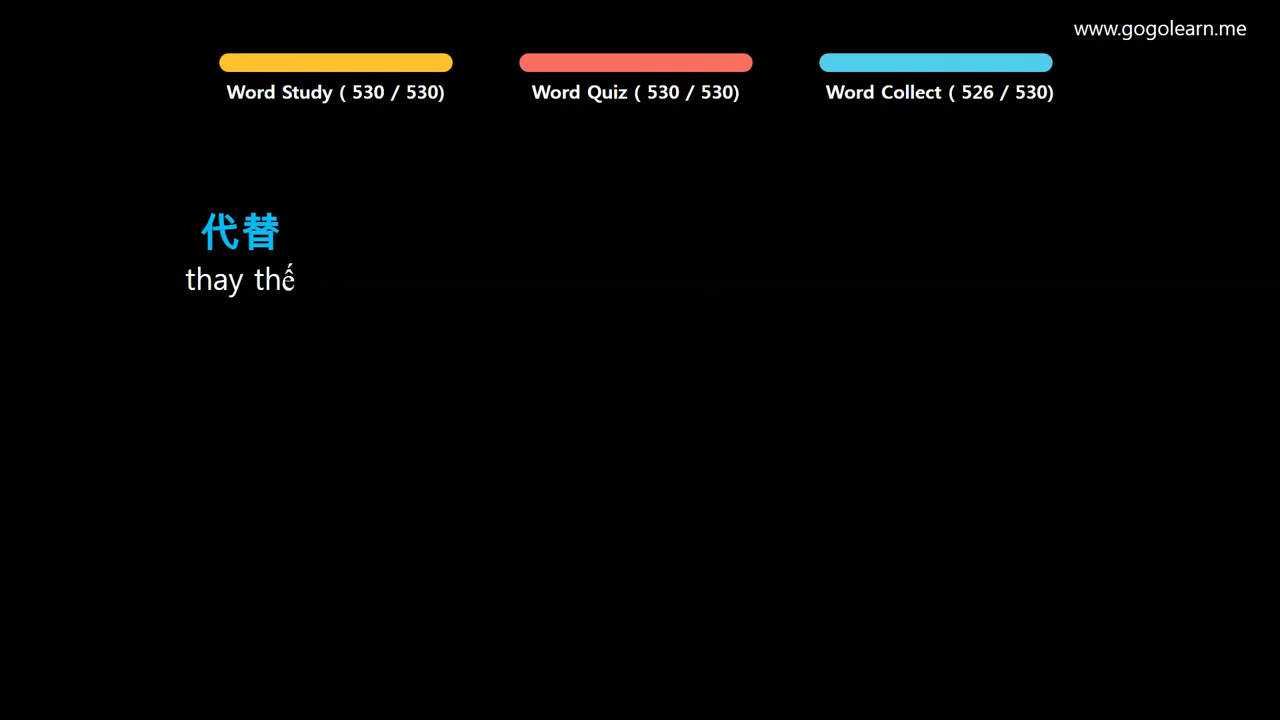 www.gogolearn.me
Word Study ( 530 / 530)
Word Quiz ( 530 / 530)
Word Collect ( 526 / 530)
代替
thay thế